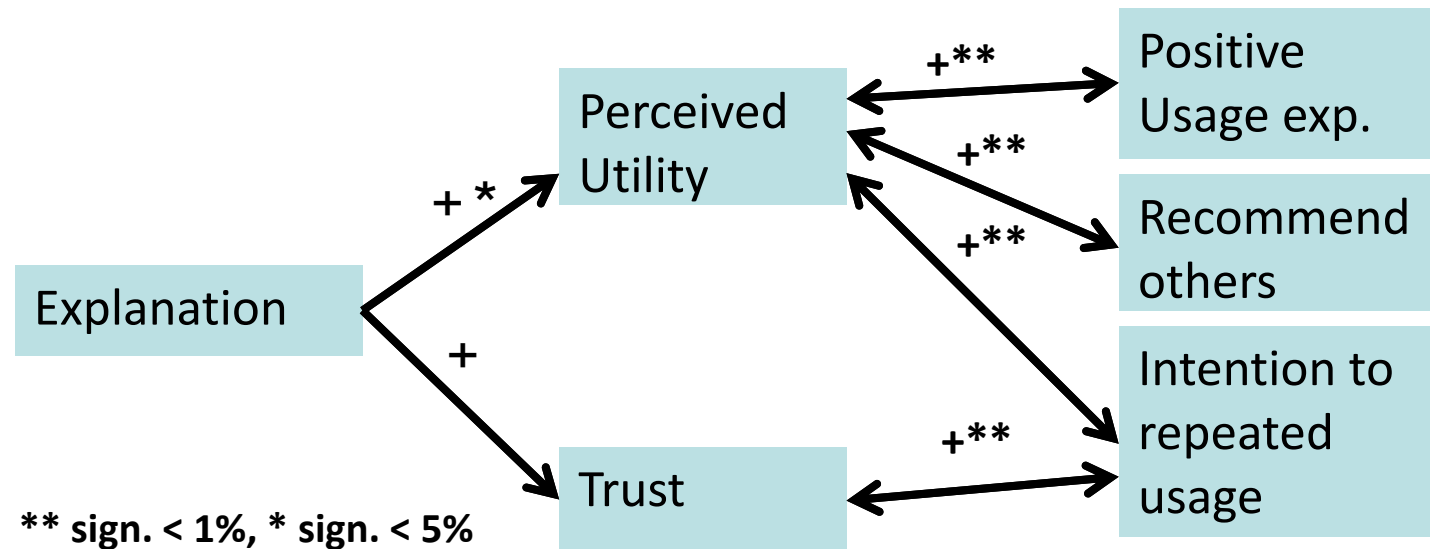 Explanation
+ *
+
Perceived
Utility
Trust
+**
+**
+**
+**
Positive
Usage exp.
Recommend
others
Intention to
repeated
usage
** sign. < 1%, * sign. < 5%